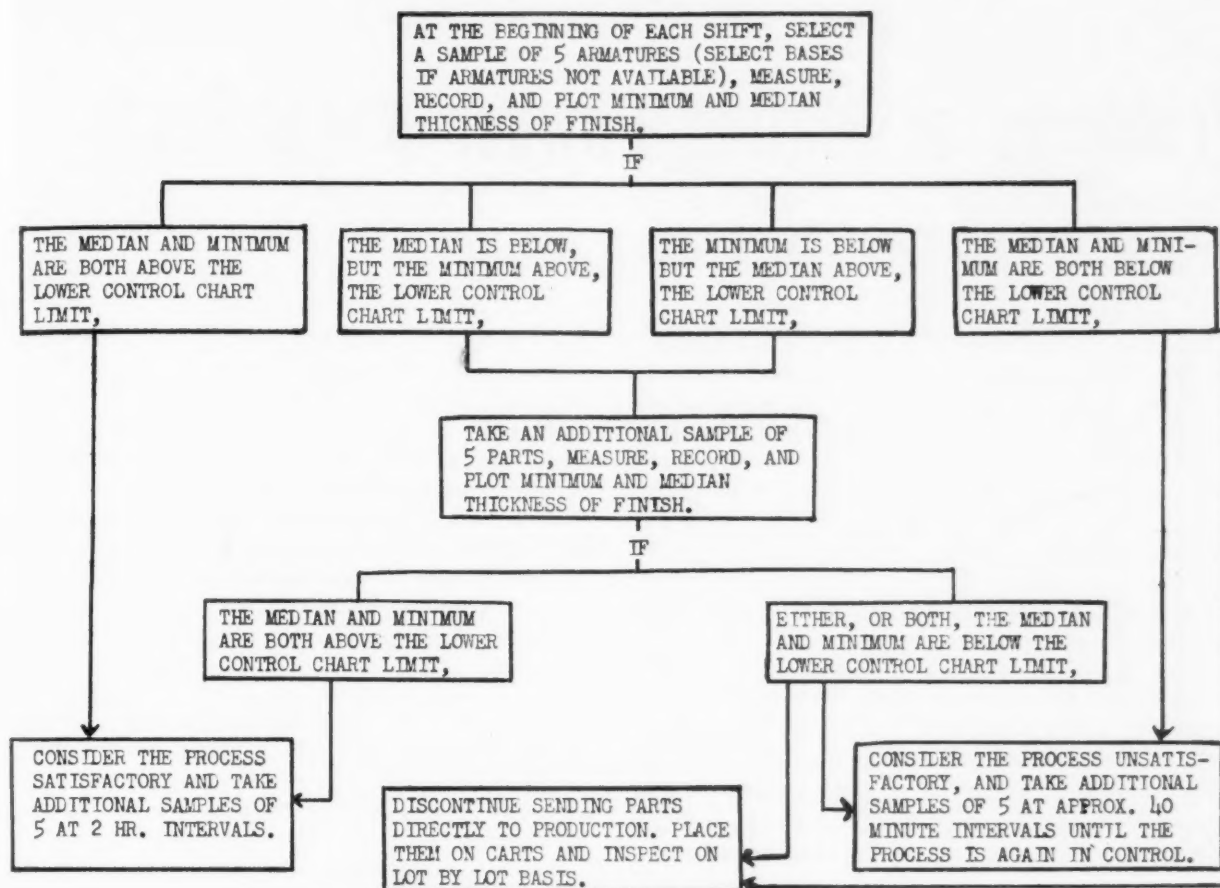 AT THE BEGINNING OF EACH SHIFT, SELECT
A SAMPLE OF 5 ARMATURES (SELECT BASES
IF ARMATURES NOT AVAILABLE), MEASURE,
RECORD, AND PLOT MINIMUM AND MEDIAN
THICKNESS OF FINISH.
IF
THE MEDIAN AND MINIMUM
ARE BOTH ABOVE THE
LOWER CONTROL CHART
LIMIT,
THE MEDIAN IS BELOW,
BUT THE MINIMUM ABOVE,
THE LOWER CONTROL
CHART LIMIT,
THE MINIMUM IS BELOW
BUT THE MEDIAN ABOVE,
THE LOWER CONTROL
CHART LIMIT,
THE MEDIAN AND MINI-
MUM ARE BOTH BELOW
THE LOWER CONTROL
CHART LIMIT,
TAKE AN ADDITIONAL SAMPLE OF
5 PARTS, MEASURE, RECORD, AND
PLOT MINIMUM AND MEDIAN
THICKNESS OF FINISH.
IF
THE MEDIAN AND MINIMUM
ARE BOTH ABOVE THE LOWER
CONTROL CHART LIMIT,
EITHER, OR BOTH, THE MEDIAN
AND MINIMUM ARE BELOW THE
LOWER CONTROL CHART LIMIT,
CONSIDER THE PROCESS
SATISFACTORY AND TAKE
ADDITIONAL SAMPLES OF
5 AT 2 HR. INTERVALS.
DISCONTINUE SENDING PARTS
DIRECTLY TO PRODUCTION. PLACE
THEM ON CARTS AND INSPECT ON
LOT BY LOT BASIS.
CONSIDER THE PROCESS UNSATIS-
FACTORY, AND TAKE ADDITIONAL
SAMPLES OF 5 AT APPROX. 40
MINUTE INTERVALS UNTIL THE
PROCESS IS AGAIN IN CONTROL.